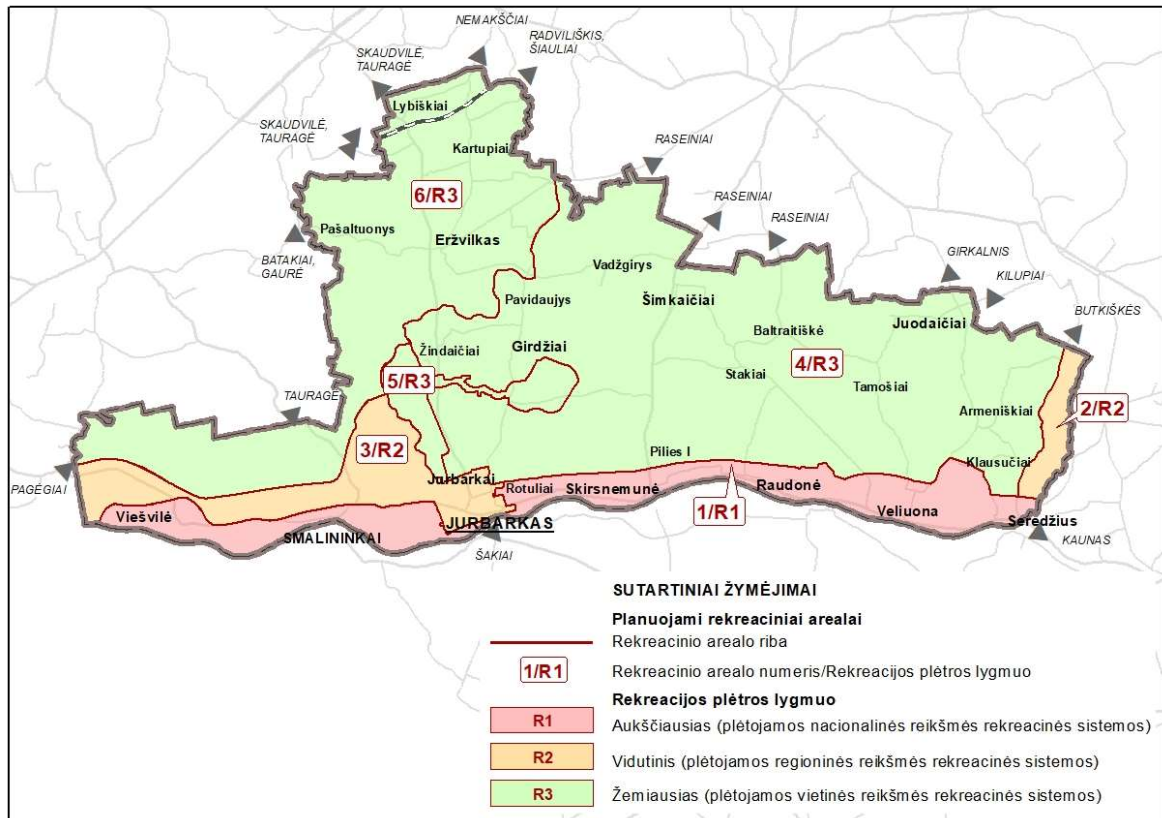 NEMAKŠČIAI
RADVILIŠKIS,
ŠIAULIAI
SKAUDVILĖ,
TAURAGĖ
Lybiškiai
SKAUDVILĖ,
TAURAGĖ
Kartupiai
RASEINIAI
6/R3
RASEINIAI
Pašaltuonys
Eržvilkas
RASEINIAI
BATAKIAI,
GAURĖ
Vadžgirys
GIRKALNIS
KILUPIAI
Pavidaujys
Šimkaičiai
BUTKIŠKĖS
Baltraitiškė
Juodaičiai
Žindaičiai
Girdžiai
4/R3
5/R3
Stakiai
Tamošiai
TAURAGĖ
Armeniškiai
2/R2
3/R2
Pilies I
Klausučiai
PAGĖGIAI
Jurbarkai
Rotuliai
Skirsnemunė
Raudonė
1/R1
Viešvilė
Veliuona
Seredžius
JURBARKAS
SMALININKAI
KAUNAS
ŠAKIAI
SUTARTINIAI ŽYMĖJIMAI
Planuojami rekreaciniai arealai
Rekreacinio arealo riba
1/R1 Rekreacinio arealo numeris/Rekreacijos plėtros lygmuo
Rekreacijos plėtros lygmuo
R1 Aukščiausias (plėtojamos nacionalinės reikšmės rekreacinės sistemos)
R2 Vidutinis (plėtojamos regioninės reikšmės rekreacinės sistemos)
R3 Žemiausias (plėtojamos vietinės reikšmės rekreacinės sistemos)